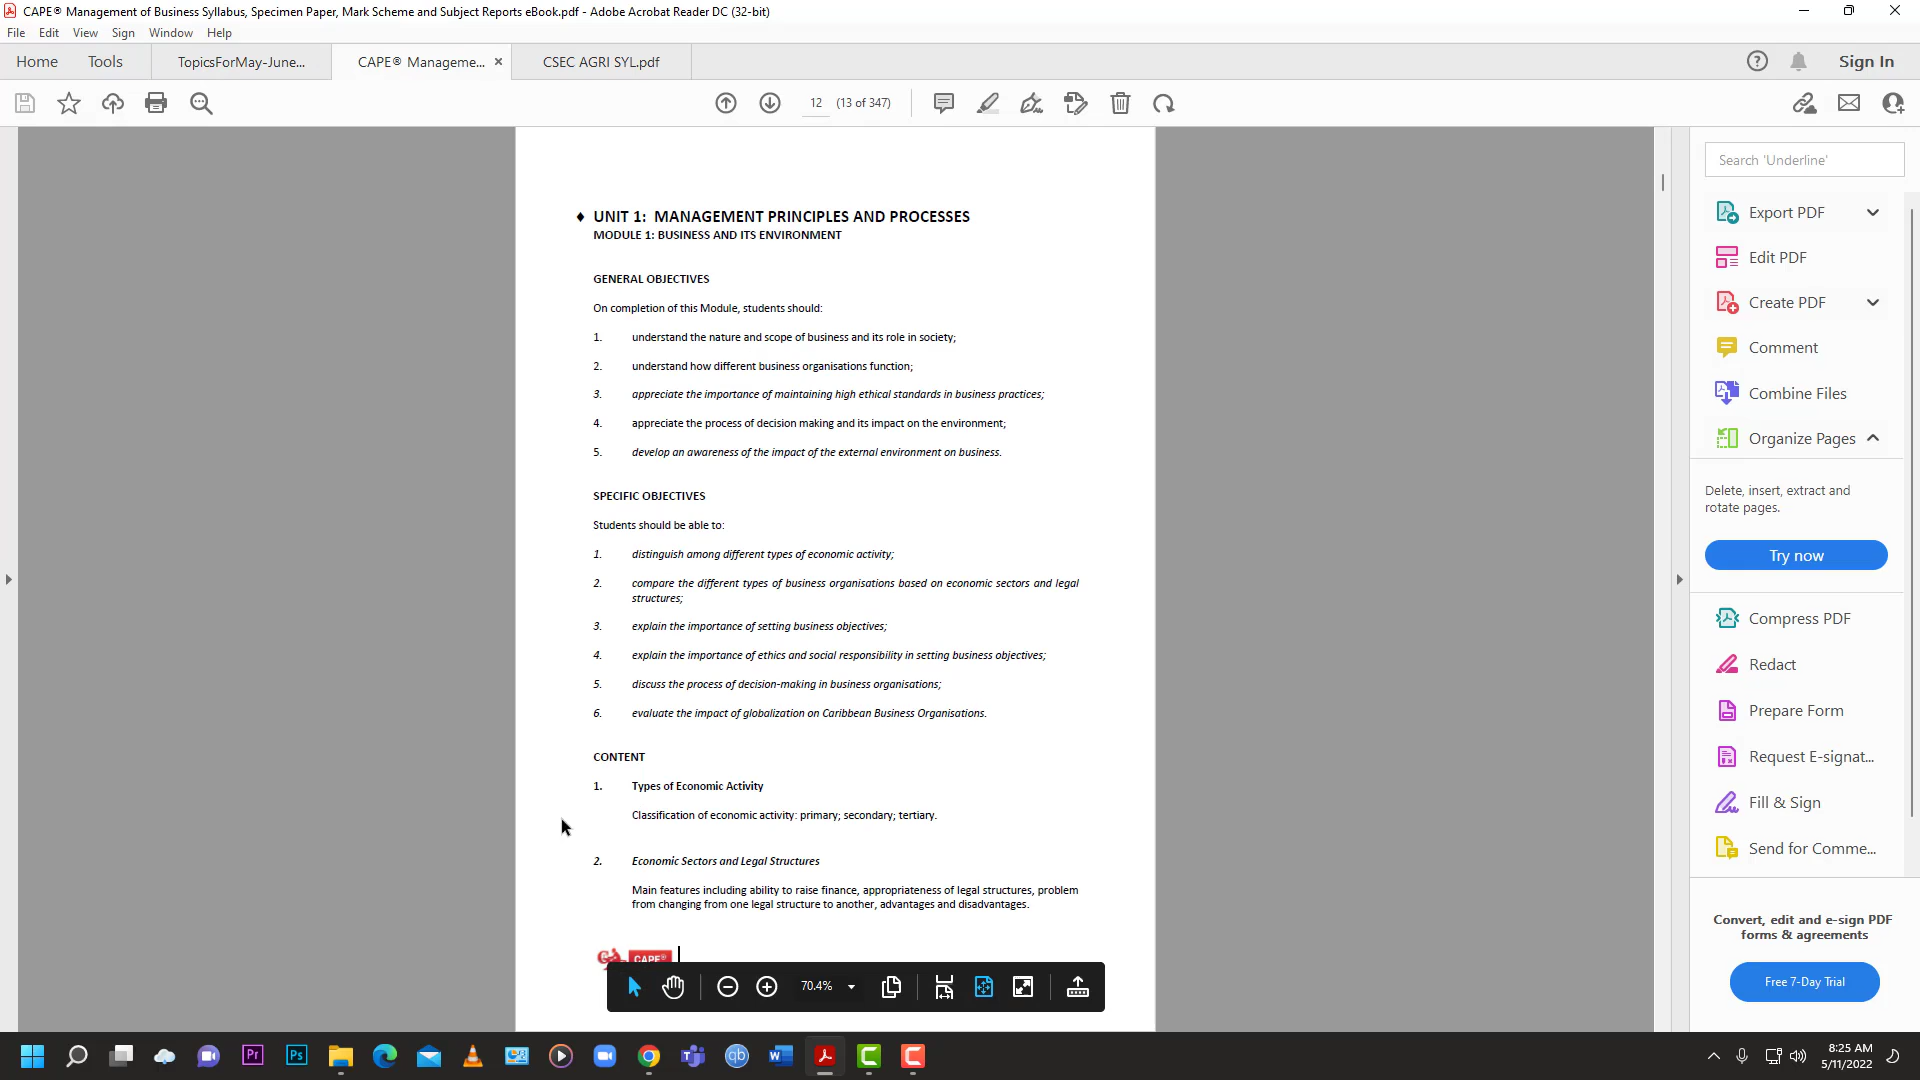 CAPE® Management of Business Syllabus, Specimen Paper, Mark Scheme and Subject Reports eBook.pdf - Adobe Acrobat Reader DC (32-bit)
File Edit View Sign Window Help
Home Tools TopicsForMay-June... CAPE® Manageme... × CSEC AGRI SYL.pdf Sign In
12 (13 of 347)
Search 'Underline'
♦ UNIT 1: MANAGEMENT PRINCIPLES AND PROCESSES
MODULE 1: BUSINESS AND ITS ENVIRONMENT
GENERAL OBJECTIVES
On completion of this Module, students should:
1. understand the nature and scope of business and its role in society;
2. understand how different business organisations function;
3. appreciate the importance of maintaining high ethical standards in business practices;
4. appreciate the process of decision making and its impact on the environment;
5. develop an awareness of the impact of the external environment on business.
SPECIFIC OBJECTIVES
Students should be able to:
1. distinguish among different types of economic activity;
2. compare the different types of business organisations based on economic sectors and legal
structures;
3. explain the importance of setting business objectives;
4. explain the importance of ethics and social responsibility in setting business objectives;
5. discuss the process of decision-making in business organisations;
6. evaluate the impact of globalization on Caribbean Business Organisations.
CONTENT
1. Types of Economic Activity
Classification of economic activity: primary; secondary; tertiary.
2. Economic Sectors and Legal Structures
Main features including ability to raise finance, appropriateness of legal structures, problem
from changing from one legal structure to another, advantages and disadvantages.
CAPE®
70.4%
Export PDF
Edit PDF
Create PDF
Comment
Combine Files
Organize Pages
Delete, insert, extract and
rotate pages.
Try now
Compress PDF
Redact
Prepare Form
Request E-signat...
Fill & Sign
Send for Comme...
Convert, edit and e-sign PDF
forms & agreements
Free 7-Day Trial
Pr Ps qb W C C
8:25 AM
5/11/2022